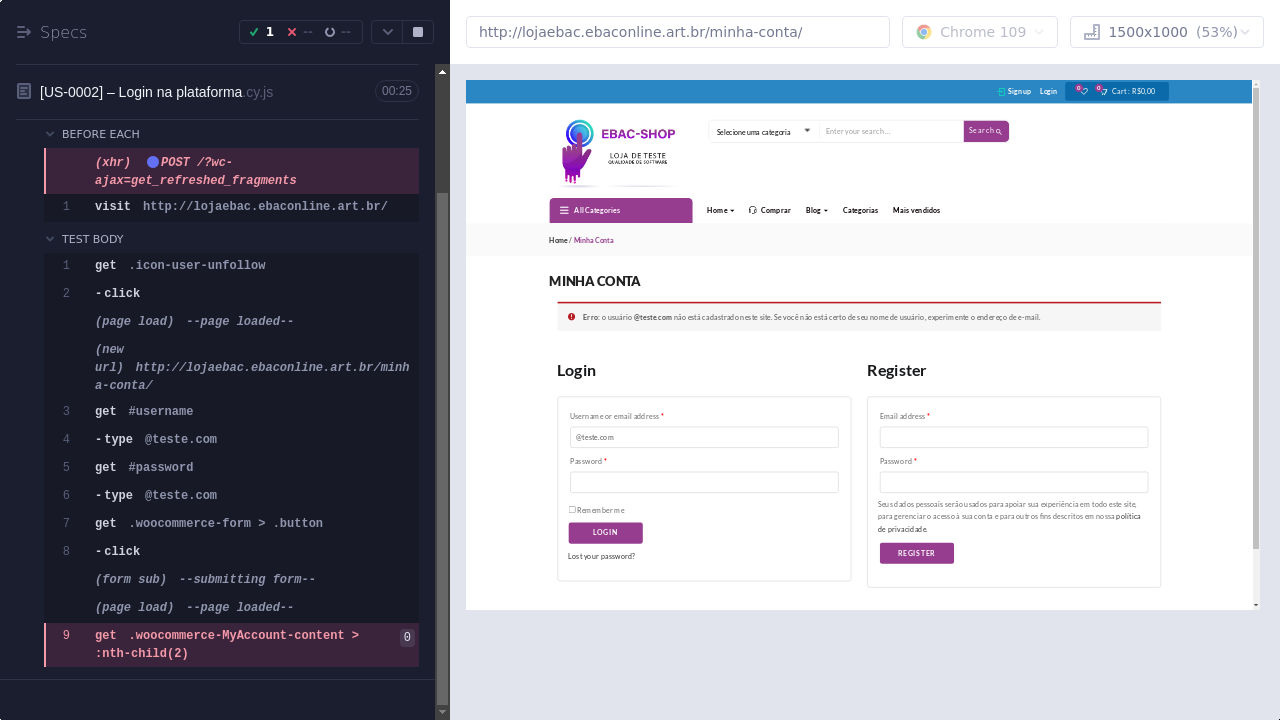 Specs
1
--
--
[US-0002] – Login na plataforma.cy.js
00:25
BEFORE EACH
(xhr) POST /?wc-
ajax=get_refreshed_fragments
1 visit http://lojaebac.ebaconline.art.br/
TEST BODY
1 get .icon-user-unfollow
2 -click
(page load) --page loaded--
(new
url) http://lojaebac.ebaconline.art.br/minh
a-conta/
3 get #username
4 -type @teste.com
5 get #password
6 -type @teste.com
7 get .woocommerce-form > .button
8 -click
(form sub) --submitting form--
(page load) --page loaded--
9 get .woocommerce-MyAccount-content > 0
:nth-child(2)
http://lojaebac.ebaconline.art.br/minha-conta/
Chrome 109
1500x1000 (53%)
Sign up Login 0 0 Cart : R$0,00
EBAC-SHOP
LOJA DE TESTE
QUALIDADE DE SOFTWARE
Selecione uma categoria
Enter your search ...
Search
All Categories
Home
Comprar
Blog
Categorias
Mais vendidos
Home / Minha Conta
MINHA CONTA
Erro: o usuário @teste.com não está cadastrado neste site. Se você não está certo de seu nome de usuário, experimente o endereço de e-mail.
Login
Username or email address *
@teste.com
Password *
Remember me
LOGIN
Lost your password?
Register
Email address *
Password *
Seus dados pessoais serão usados para apoiar sua experiência em todo este site,
para gerenciar o acesso à sua conta e para outros fins descritos em nossa política
de privacidade.
REGISTER